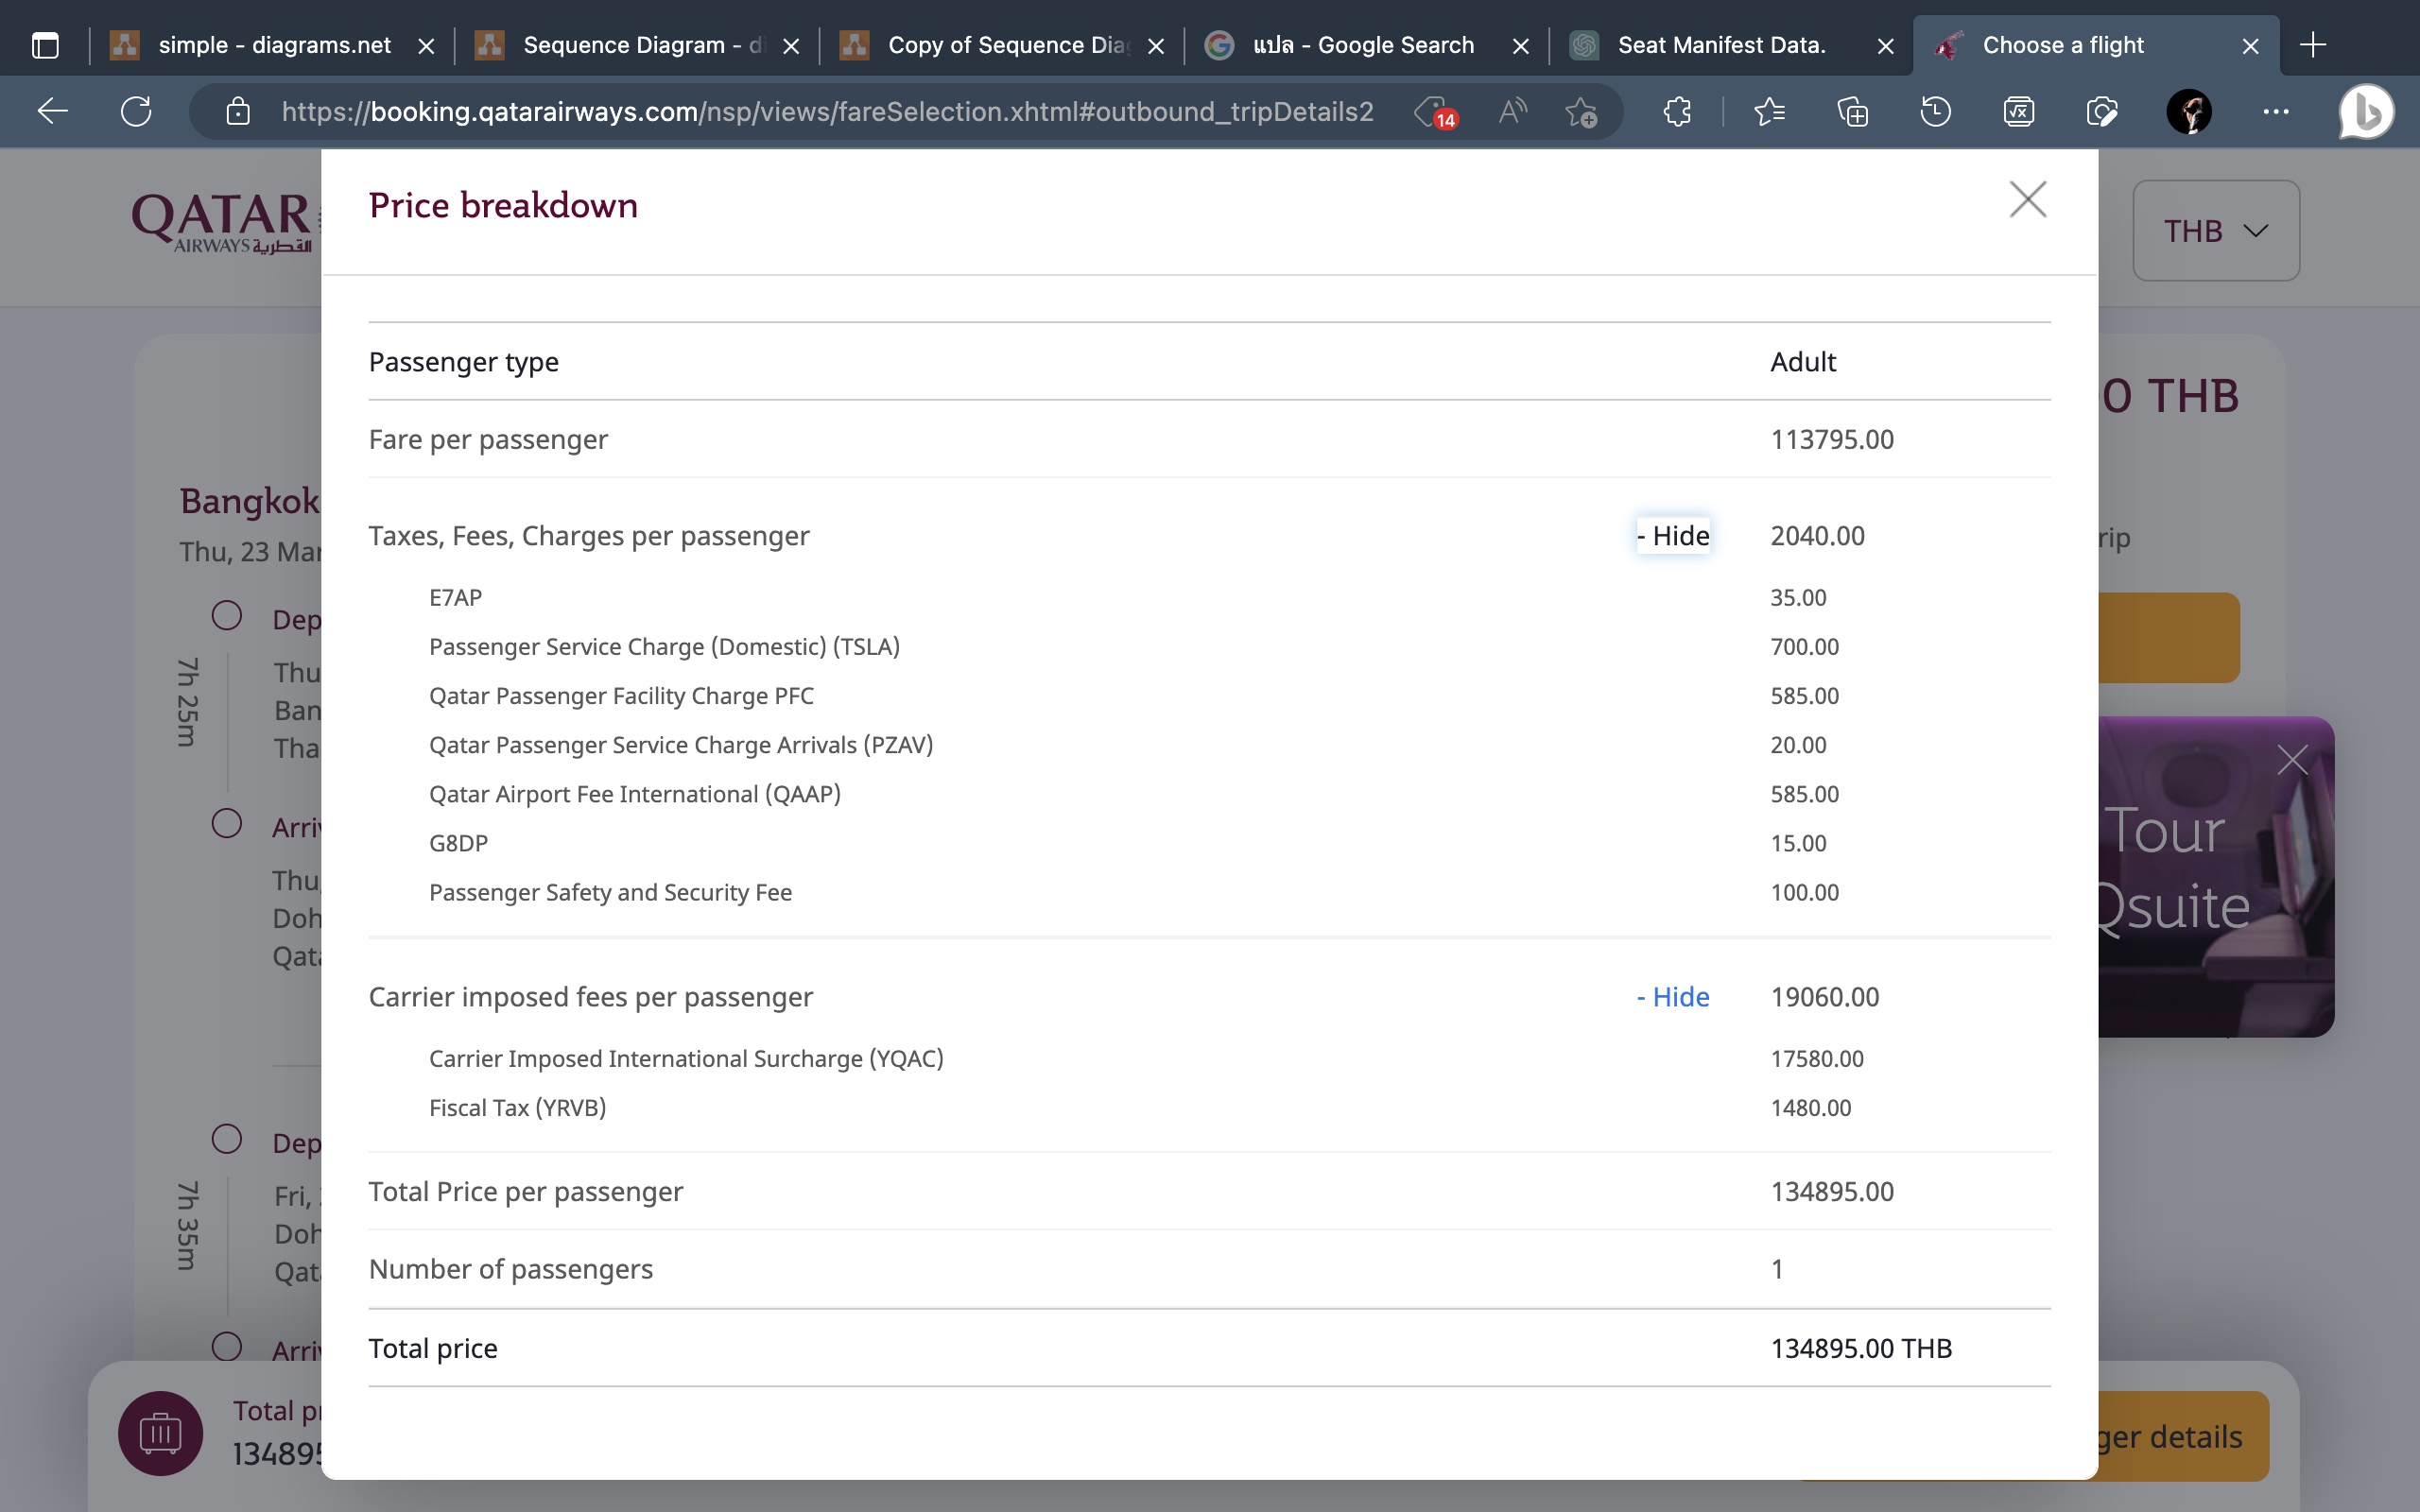 simple - diagrams.net
Sequence Diagram - di
Copy of Sequence Diag
แปล - Google Search
Seat Manifest Data.
Choose a flight
https://booking.qatarairways.com/nsp/views/fareSelection.xhtml#outbound_tripDetails2
14
QATAR
AIRWAYS القطرية
THB
Price breakdown
Passenger type Adult
0 THB
Fare per passenger 113795.00
Bangkok
Thu, 23 Mar
Taxes, Fees, Charges per passenger - Hide 2040.00
rip
E7AP 35.00
Dep
Passenger Service Charge (Domestic) (TSLA) 700.00
Thu
7h 25m
Qatar Passenger Facility Charge PFC 585.00
Ban
Qatar Passenger Service Charge Arrivals (PZAV) 20.00
Tha
Qatar Airport Fee International (QAAP) 585.00
Arriv
G8DP 15.00
Tour
Passenger Safety and Security Fee 100.00
Thu,
Qsuite
Doh
Qata
Carrier imposed fees per passenger - Hide 19060.00
Carrier Imposed International Surcharge (YQAC) 17580.00
Fiscal Tax (YRVB) 1480.00
Dep
Total Price per passenger 134895.00
Fri,
7h 35m
Doh
Number of passengers 1
Qata
Total price 134895.00 THB
Arriv
Total pr
134895
ger details